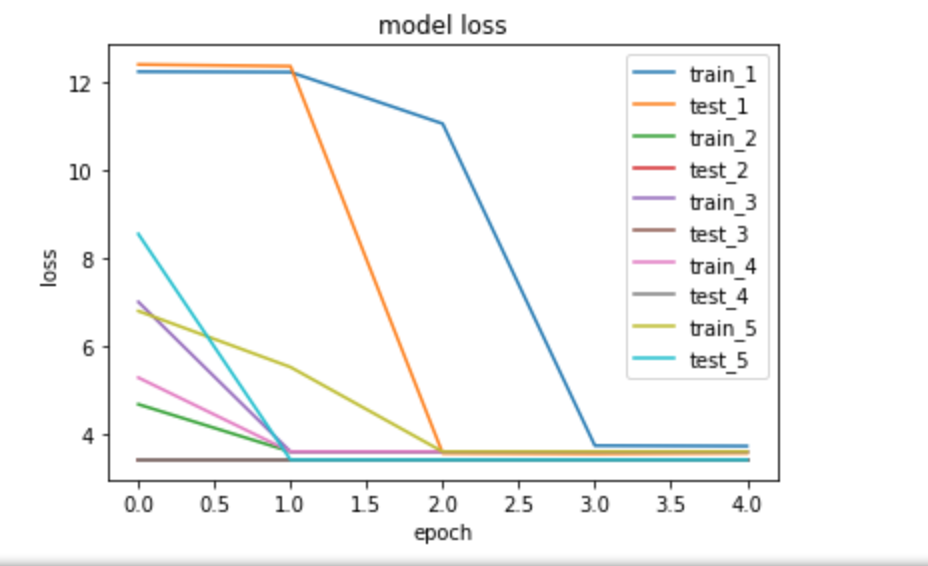 model loss
12
10
8
6
4
loss
0.0 0.5 1.0 1.5 2.0 2.5 3.0 3.5 4.0
epoch
train_1
test_1
train_2
test_2
train_3
test_3
train_4
test_4
train_5
test_5